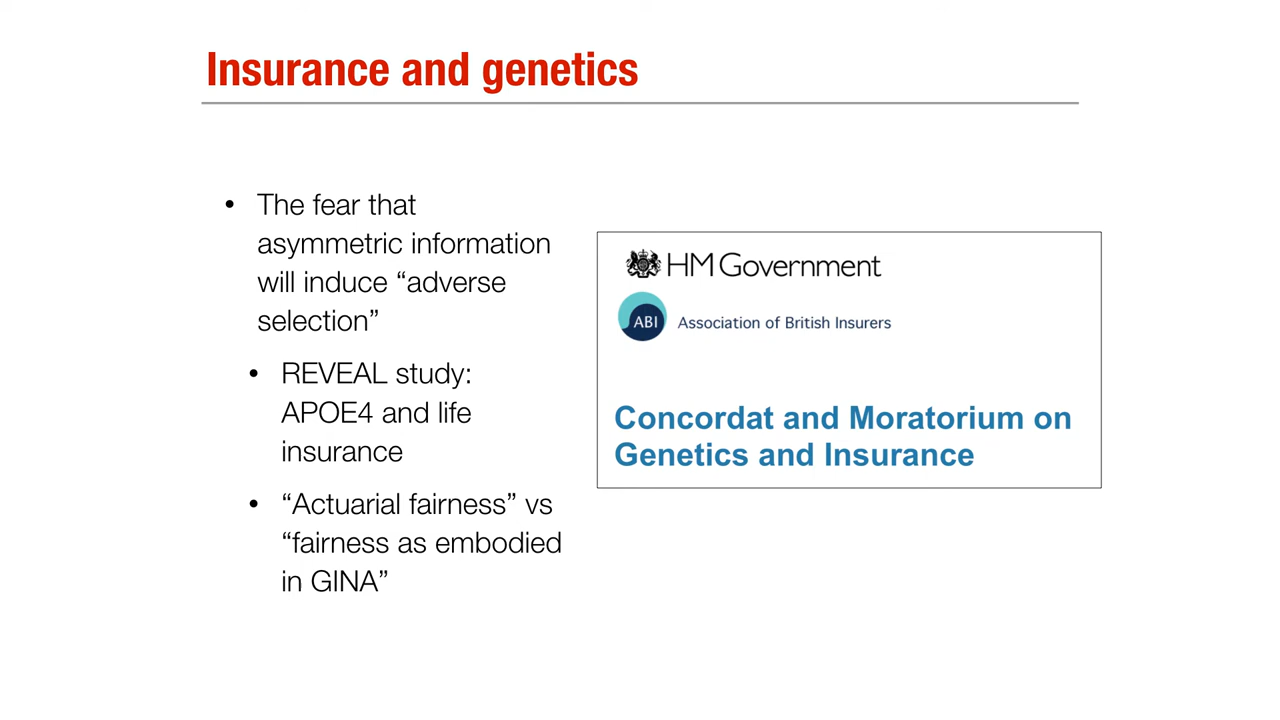 Insurance and genetics
• The fear that
asymmetric information
will induce “adverse
selection”
• REVEAL study:
APOE4 and life
insurance
• “Actuarial fairness” vs
“fairness as embodied
in GINA”
HM Government
ABI Association of British Insurers
Concordat and Moratorium on
Genetics and Insurance